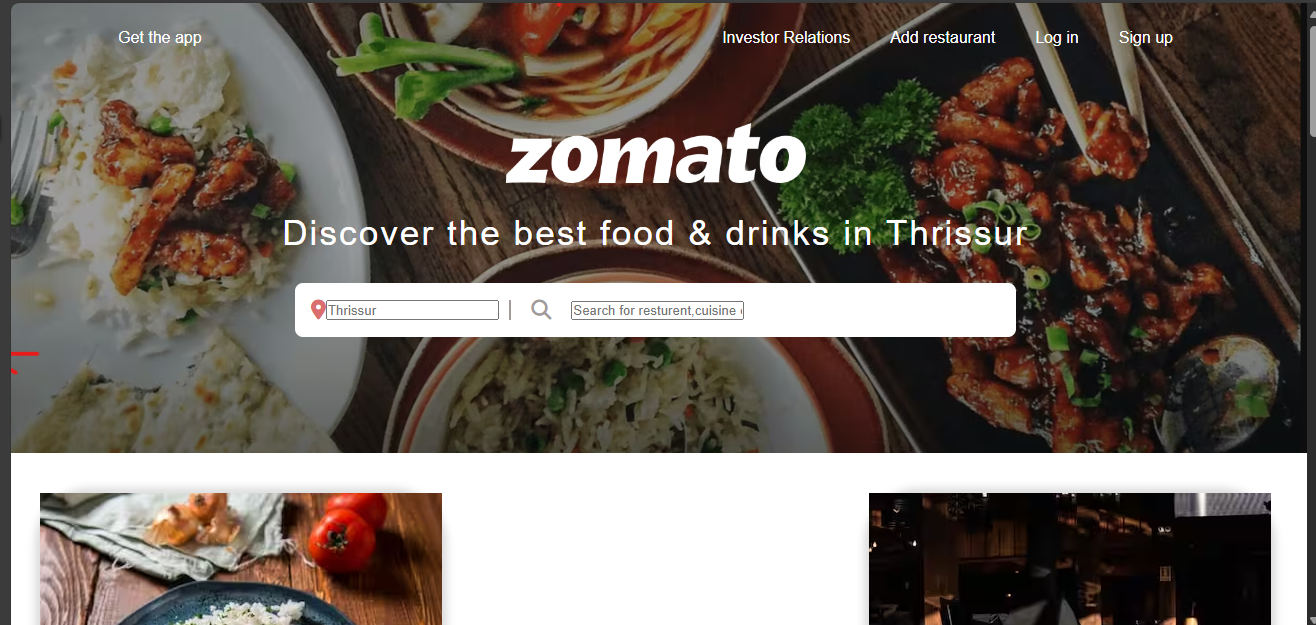 Get the app
Investor Relations
Add restaurant
Log in
Sign up
zomato
Discover the best food & drinks in Thrissur
Thrissur
Search for resturent,cuisine